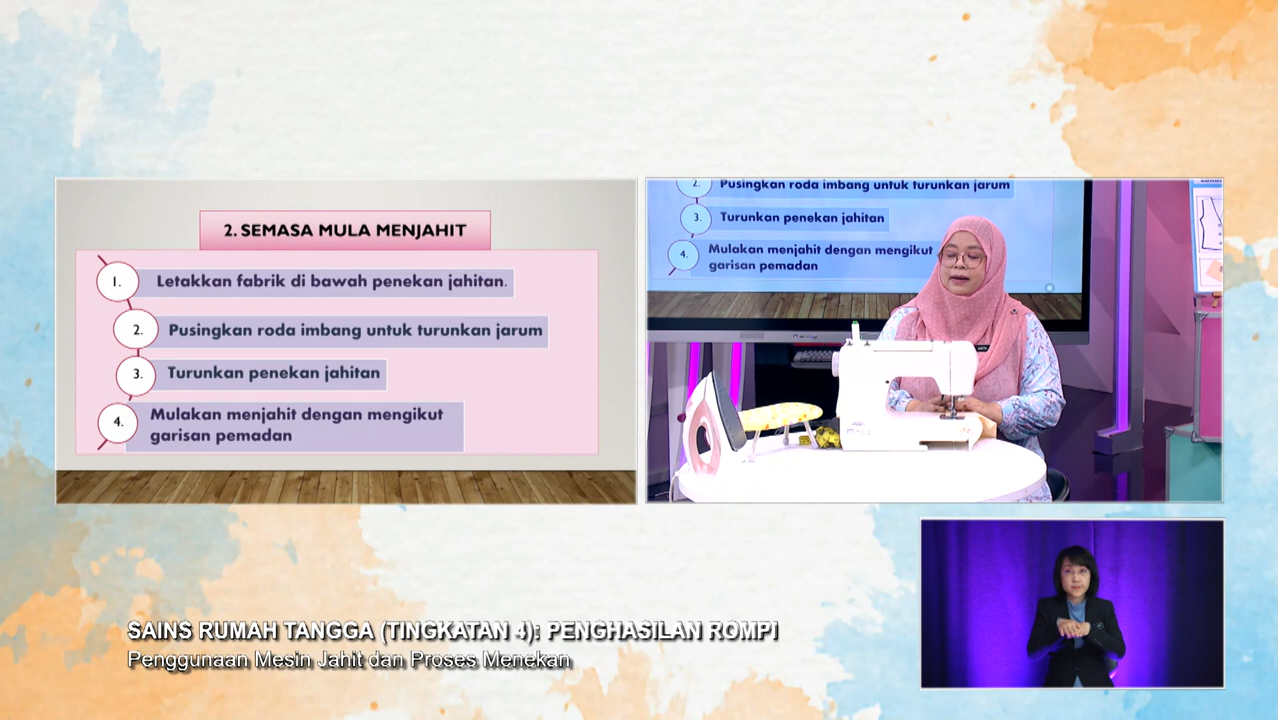 2. SEMASA MULA MENJAHIT
1. Letakkan fabrik di bawah penekan jahitan.
2. Pusingkan roda imbang untuk turunkan jarum
3. Turunkan penekan jahitan
4. Mulakan menjahit dengan mengikut
garisan pemadan
2. Pusingkan roda imbang untuk turunkan jarum
3. Turunkan penekan jahitan
4. Mulakan menjahit dengan mengikut
garisan pemadan
SAINS RUMAH TANGGA (TINGKATAN 4): PENGHASILAN ROMPI
Penggunaan Mesin Jahit dan Proses Menekan